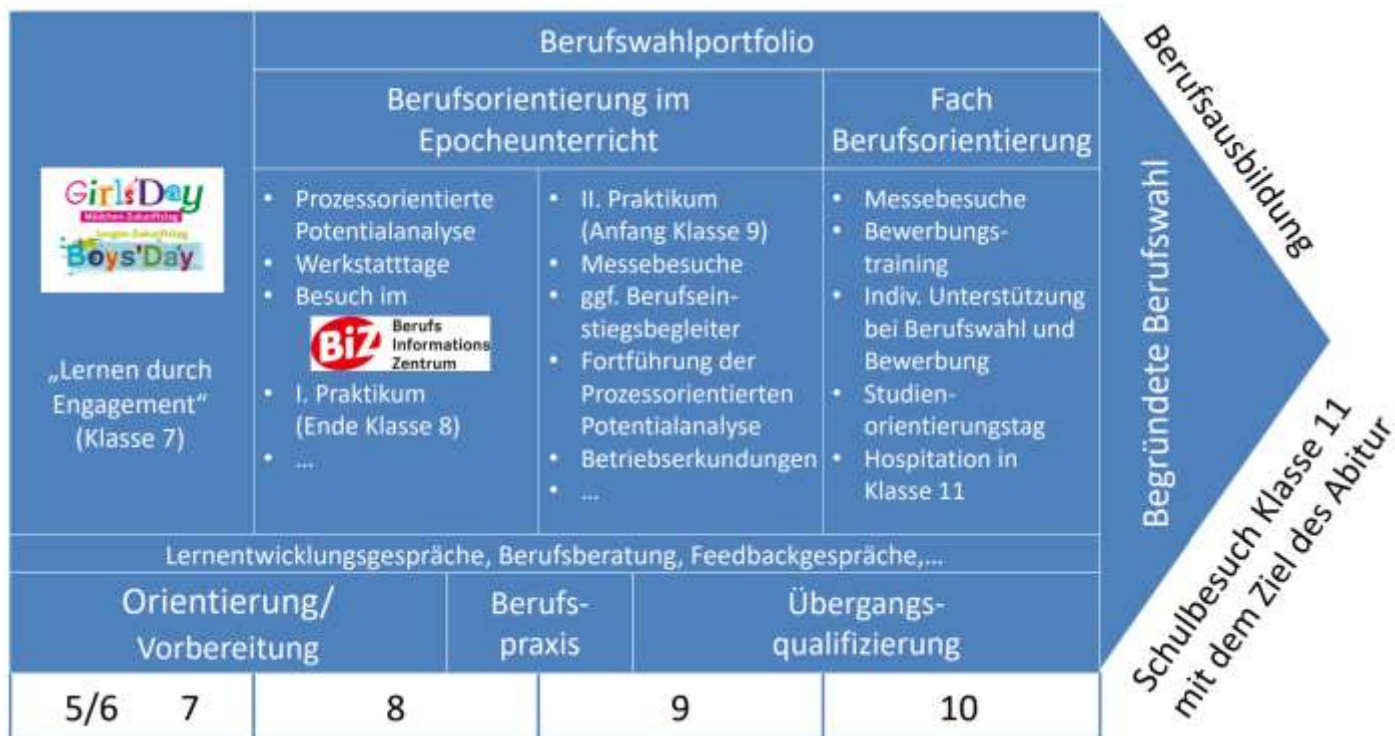 Berufswahlportfolio
Berufsorientierung im
Epocheunterricht
Fach
Berufsorientierung
Girls'Day
Mädchen-Zukunftstag
Jungen-Zukunftstag
Boys'Day
„Lernen durch
Engagement“
(Klasse 7)
• Prozessorientierte
Potentialanalyse
• Werkstatttage
• Besuch im
BiZ
Berufs
Informations
Zentrum
• I. Praktikum
(Ende Klasse 8)
• ...
• II. Praktikum
(Anfang Klasse 9)
• Messebesuche
• ggf. Berufsein-
stiegsbegleiter
• Fortführung der
Prozessorientierten
Potentialanalyse
• Betriebserkundungen
• ...
• Messebesuche
• Bewerbungs-
training
• Indiv. Unterstützung
bei Berufswahl und
Bewerbung
• Studien-
orientierungstag
• Hospitation in
Klasse 11
Lernentwicklungsgespräche, Berufsberatung, Feedbackgespräche,...
Orientierung/
Vorbereitung
Berufs-
praxis
Übergangs-
qualifizierung
5/6 7
8
9
10
Begründete Berufswahl
Berufsausbildung
Schulbesuch Klasse 11
mit dem Ziel des Abitur